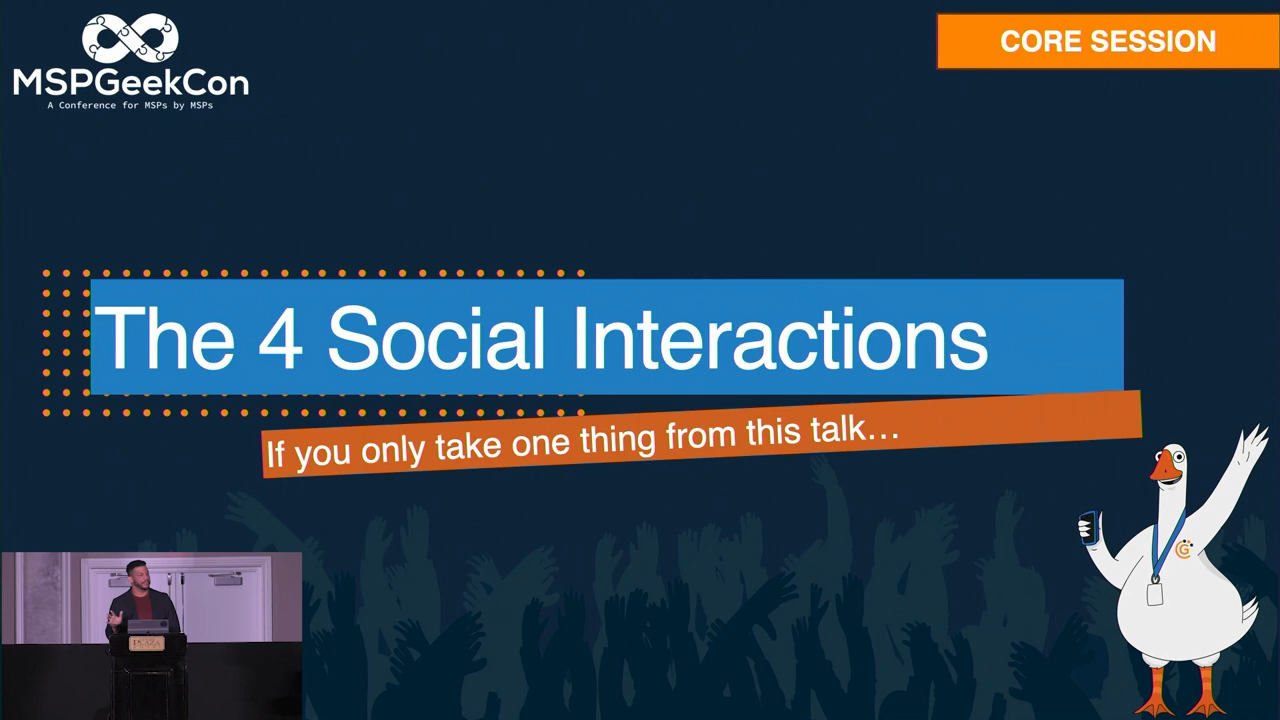 MSPGeekCon
A Conference for MSPs by MSPs
CORE SESSION
The 4 Social Interactions
If you only take one thing from this talk...
G
PLAZA